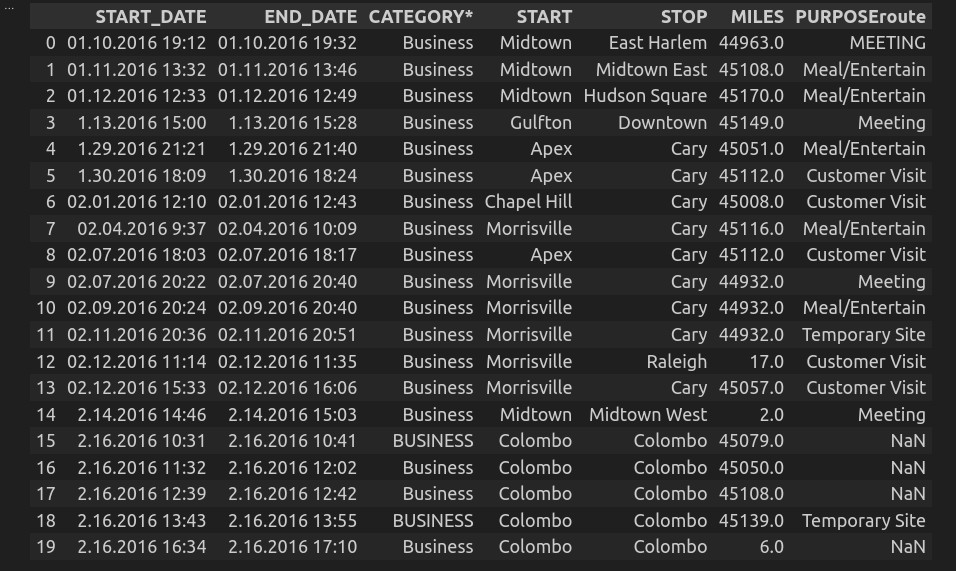 ...
START_DATE END_DATE CATEGORY* START STOP MILES PURPOSEroute
0 01.10.2016 19:12 01.10.2016 19:32 Business Midtown East Harlem 44963.0 MEETING
1 01.11.2016 13:32 01.11.2016 13:46 Business Midtown Midtown East 45108.0 Meal/Entertain
2 01.12.2016 12:33 01.12.2016 12:49 Business Midtown Hudson Square 45170.0 Meal/Entertain
3 1.13.2016 15:00 1.13.2016 15:28 Business Gulfton Downtown 45149.0 Meeting
4 1.29.2016 21:21 1.29.2016 21:40 Business Apex Cary 45051.0 Meal/Entertain
5 1.30.2016 18:09 1.30.2016 18:24 Business Apex Cary 45112.0 Customer Visit
6 02.01.2016 12:10 02.01.2016 12:43 Business Chapel Hill Cary 45008.0 Customer Visit
7 02.04.2016 9:37 02.04.2016 10:09 Business Morrisville Cary 45116.0 Meal/Entertain
8 02.07.2016 18:03 02.07.2016 18:17 Business Apex Cary 45112.0 Customer Visit
9 02.07.2016 20:22 02.07.2016 20:40 Business Morrisville Cary 44932.0 Meeting
10 02.09.2016 20:24 02.09.2016 20:40 Business Morrisville Cary 44932.0 Meal/Entertain
11 02.11.2016 20:36 02.11.2016 20:51 Business Morrisville Cary 44932.0 Temporary Site
12 02.12.2016 11:14 02.12.2016 11:35 Business Morrisville Raleigh 17.0 Customer Visit
13 02.12.2016 15:33 02.12.2016 16:06 Business Morrisville Cary 45057.0 Customer Visit
14 2.14.2016 14:46 2.14.2016 15:03 Business Midtown Midtown West 2.0 Meeting
15 2.16.2016 10:31 2.16.2016 10:41 BUSINESS Colombo Colombo 45079.0 NaN
16 2.16.2016 11:32 2.16.2016 12:02 Business Colombo Colombo 45050.0 NaN
17 2.16.2016 12:39 2.16.2016 12:42 Business Colombo Colombo 45108.0 NaN
18 2.16.2016 13:43 2.16.2016 13:55 BUSINESS Colombo Colombo 45139.0 Temporary Site
19 2.16.2016 16:34 2.16.2016 17:10 Business Colombo Colombo 6.0 NaN